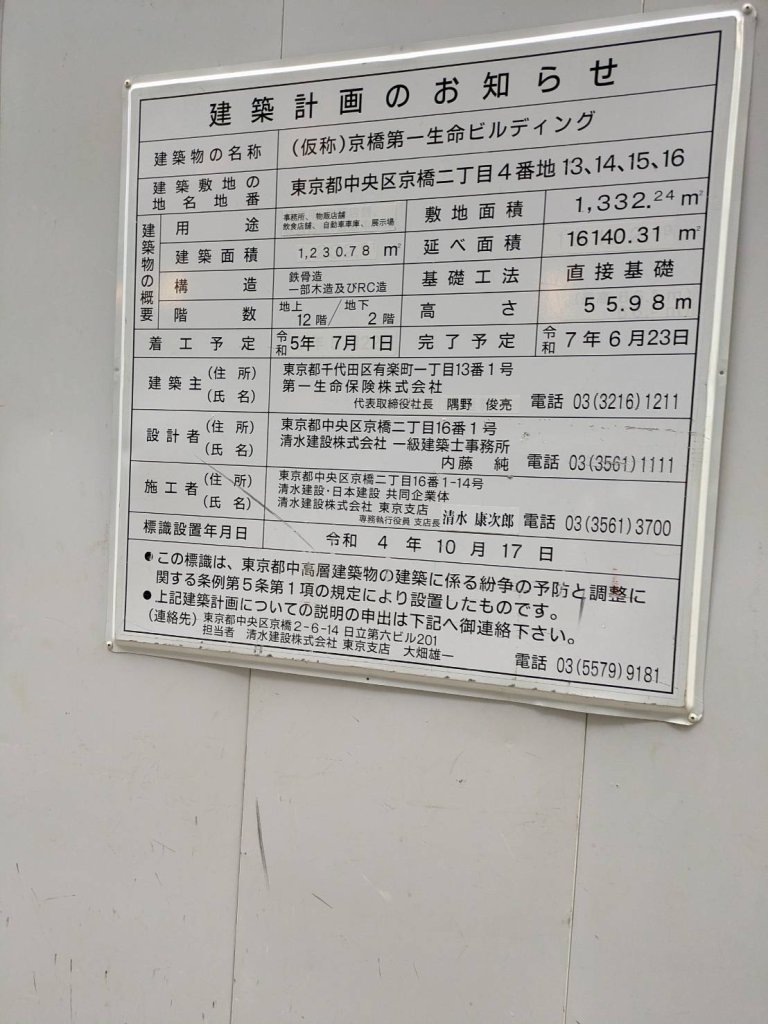 建築計画のお知らせ
建築物の名称 (仮称)京橋第一生命ビルディング
建築敷地の地名地番 東京都中央区京橋二丁目4番地13、14、15、16
建築物の概要
用途 事務所、物販店舗 飲食店舗、自動車車庫、展示場 敷地面積 1,332.24㎡
建築面積 1,230.78㎡ 延べ面積 16140.31㎡
構造 鉄骨造 一部木造及びRC造 基礎工法 直接基礎
階数 地上12階/地下2階 高さ 55.98m
着工予定 令和5年7月1日 完了予定 令和7年6月23日
建築主 (住所) 東京都千代田区有楽町一丁目13番1号
(氏名) 第一生命保険株式会社
代表取締役社長 隅野 俊亮 電話 03(3216)1211
設計者 (住所) 東京都中央区京橋二丁目16番1号
(氏名) 清水建設株式会社 一級建築士事務所
内藤 純 電話 03(3561)1111
施工者 (住所) 東京都中央区京橋二丁目16番1-14号
(氏名) 清水建設・日本建設 共同企業体
清水建設株式会社 東京支店
専務執行役員 支店長 清水 康次郎 電話 03(3561)3700
標識設置年月日 令和4年10月17日
●この標識は、東京都中高層建築物の建築に係る紛争の予防と調整に
関する条例第5条第1項の規定により設置したものです。
●上記建築計画についての説明の申出は下記へ御連絡下さい。
(連絡先) 東京都中央区京橋2-6-14 日立第六ビル201
担当者 清水建設株式会社 東京支店 大畑雄一 電話 03(5579)9181